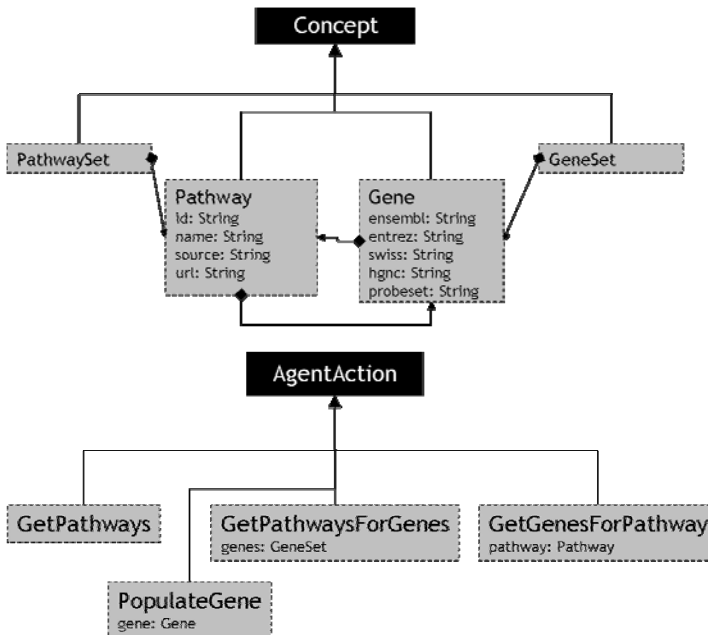 Concept
PathwaySet
GeneSet
Pathway
id: String
name: String
source: String
url: String
Gene
ensembl: String
entrez: String
swiss: String
hgnc: String
probeset: String
AgentAction
GetPathways
GetPathwaysForGenes
genes: GeneSet
GetGenesForPathway
pathway: Pathway
PopulateGene
gene: Gene